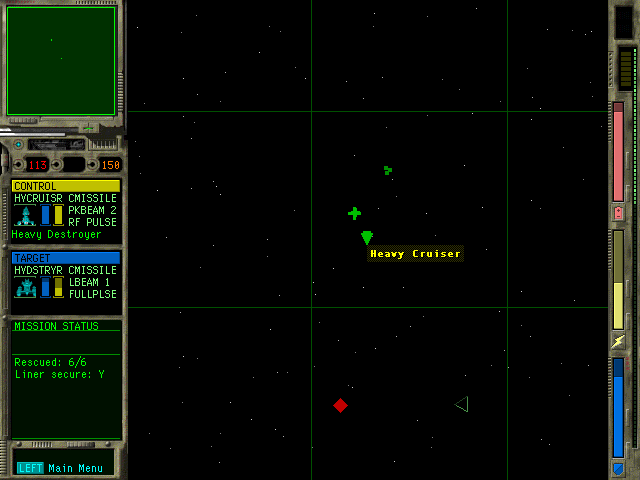 113 150
CONTROL
HVCRUISR CMISSILE
PKBEAM 2
RF PULSE
Heavy Destroyer
TARGET
HVDSTRYR CMISSILE
LBEAM 1
FULLPLSE
MISSION STATUS
Rescued: 6/6
Liner secure: Y
LEFT Main Menu
Heavy Cruiser